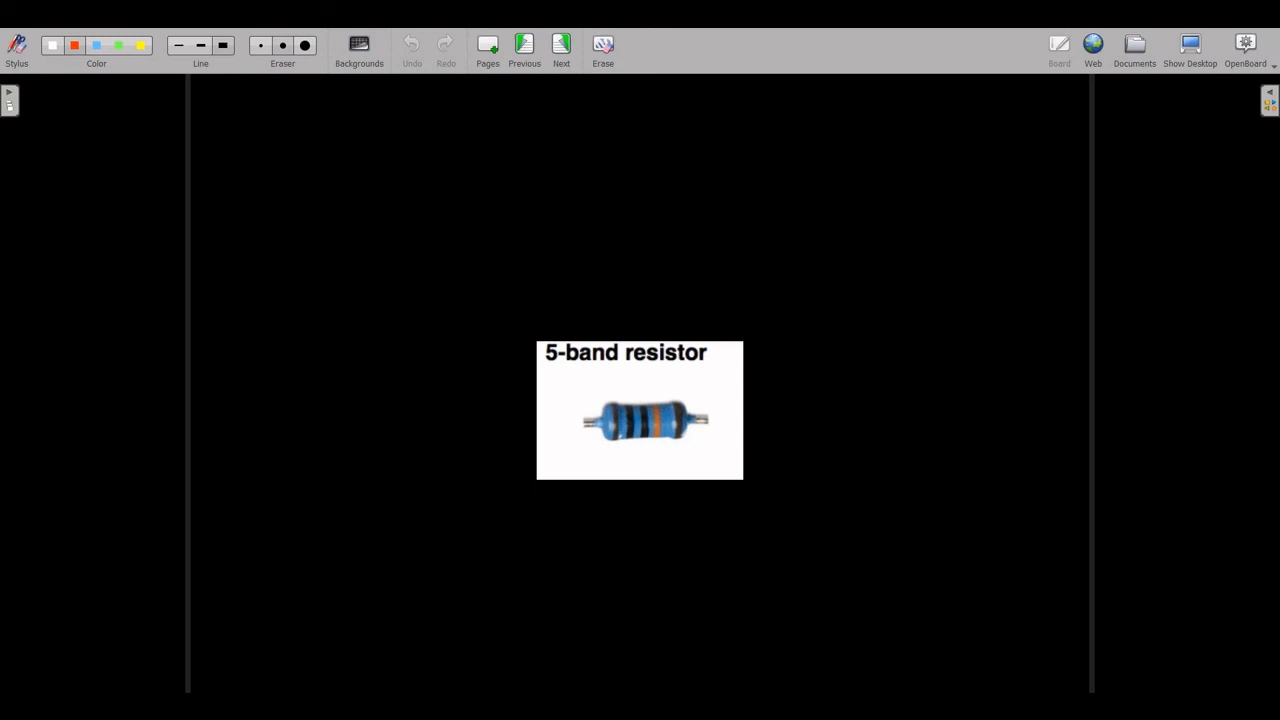 Stylus
Color
Line
Eraser
Backgrounds
Undo
Redo
Pages
Previous
Next
Erase
Board
Web
Documents
Show Desktop
OpenBoard
5-band resistor